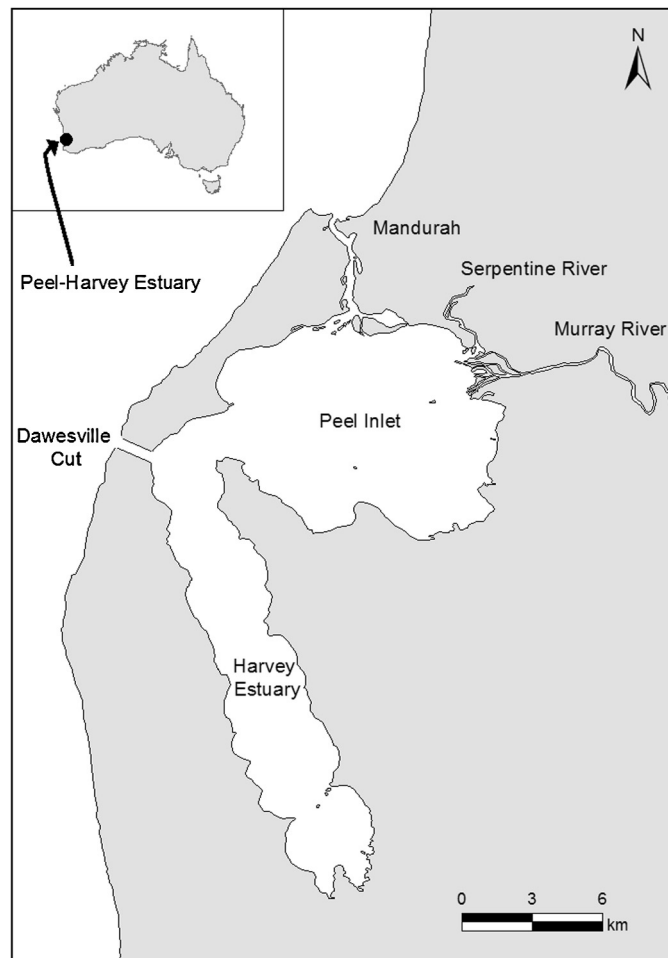 N
Mandurah
Serpentine River
Peel-Harvey Estuary
Murray River
Peel Inlet
Dawesville
Cut
Harvey
Estuary
0 3 6
km